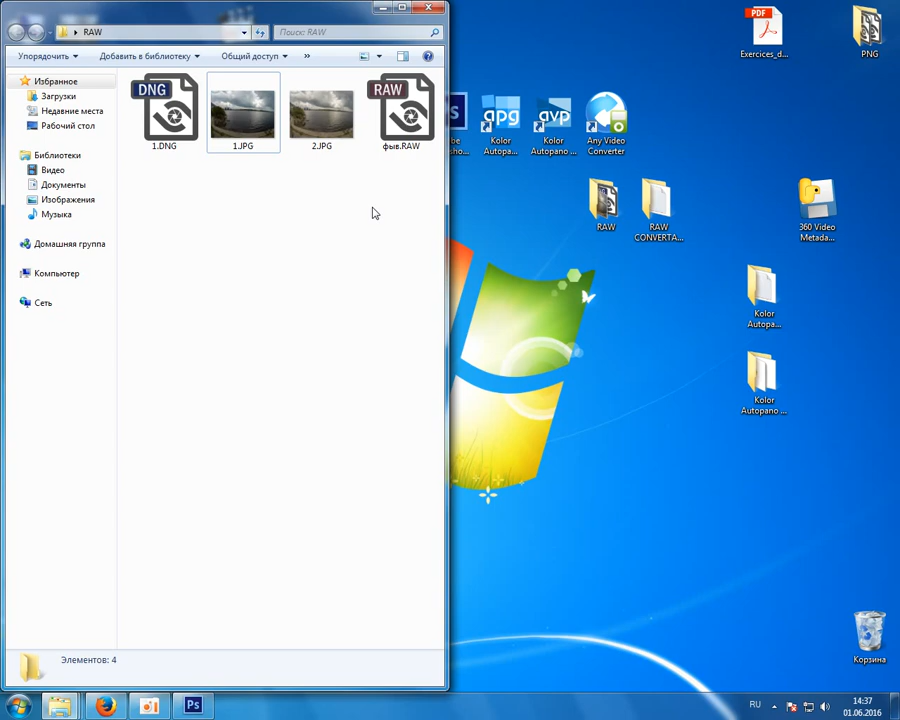 RAW
Поиск: RAW
Упорядочить
Добавить в библиотеку
Общий доступ
»
Избранное
Загрузки
Недавние места
Рабочий стол
Библиотеки
Видео
Документы
Изображения
Музыка
Домашняя группа
Компьютер
Сеть
DNG
1.DNG
1.JPG
2.JPG
RAW
фыв.RAW
Элементов: 4
PDF
Exercices_d...
PNG
apg
Kolor
Autopa...
avp
Kolor
Autopano ...
Any Video
Converter
RAW
RAW
CONVERTA...
360 Video
Metada...
Kolor
Autopa...
Kolor
Autopano ...
Корзина
Ps
RU
14:37
01.06.2016